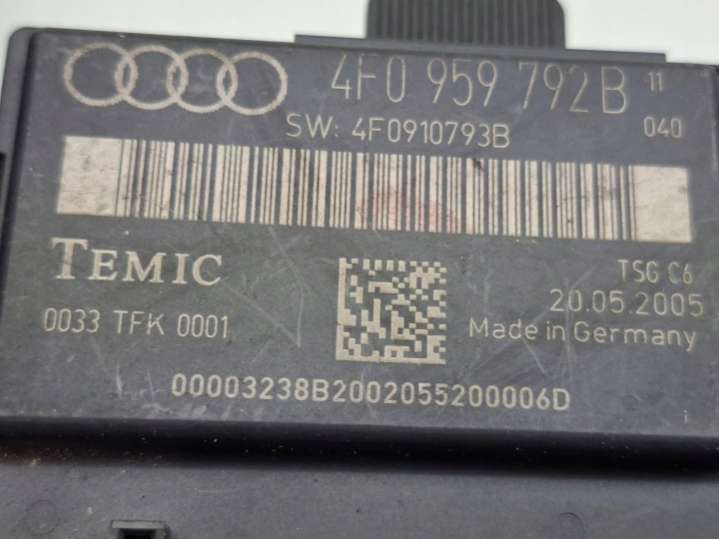 4F0 959 792B 11
SW: 4F0910793B 040
TEMIC
TSG C6
20.05.2005
0033 TFK 0001
Made in Germany
00003238B2002055200006D